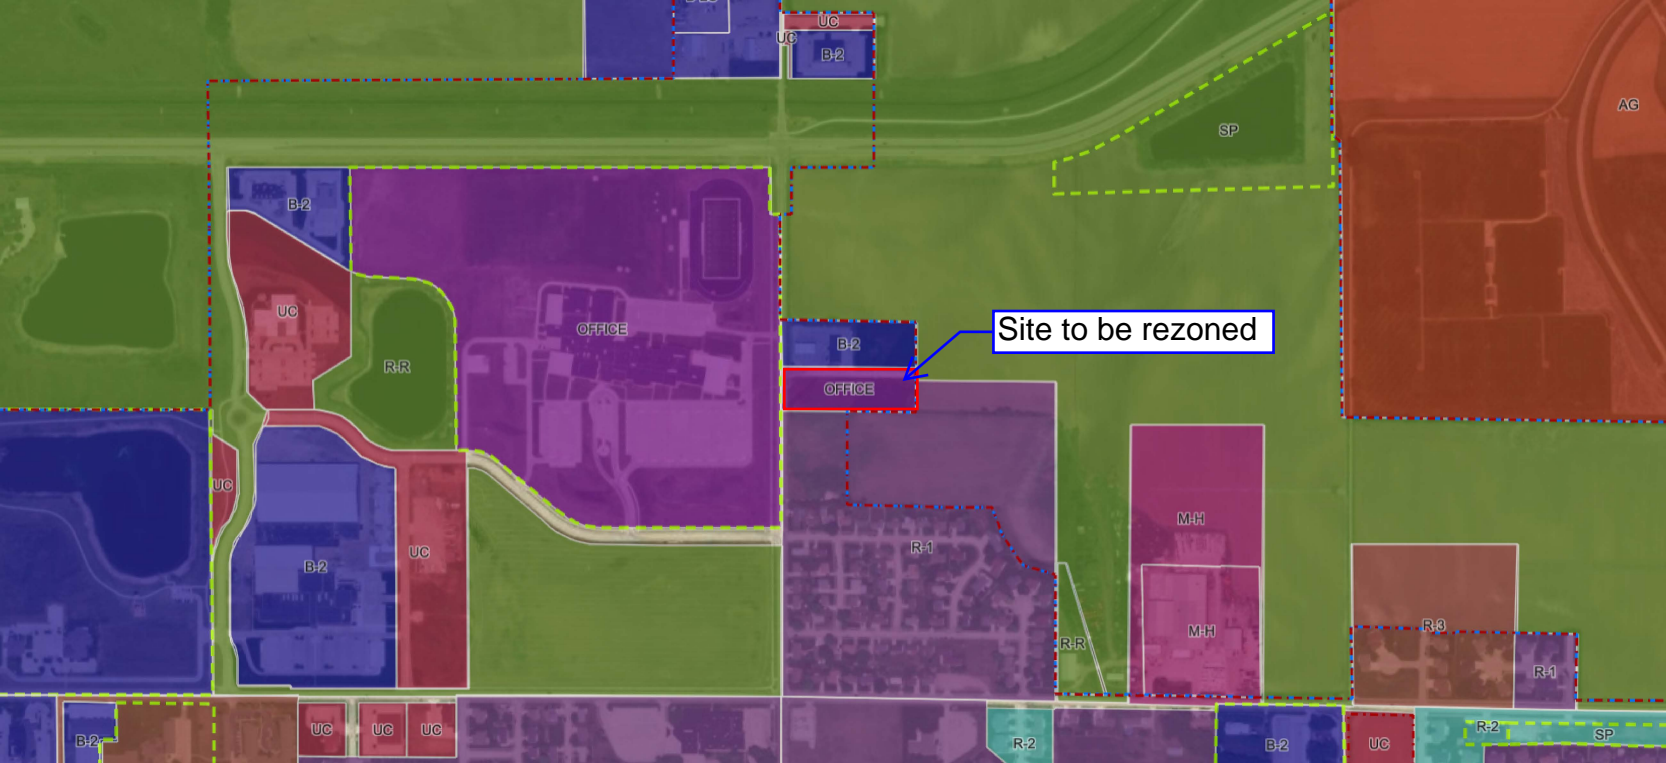 UC
UC
B-2
AG
SP
B-2
UC
OFFICE
Site to be rezoned
B-2
R-R
OFFICE
UC
M-H
R-1
UC
B-2
R-3
M-H
R-R
R-1
UC
UC
UC
B-2
R-2
B-2
UC
R-2
SP